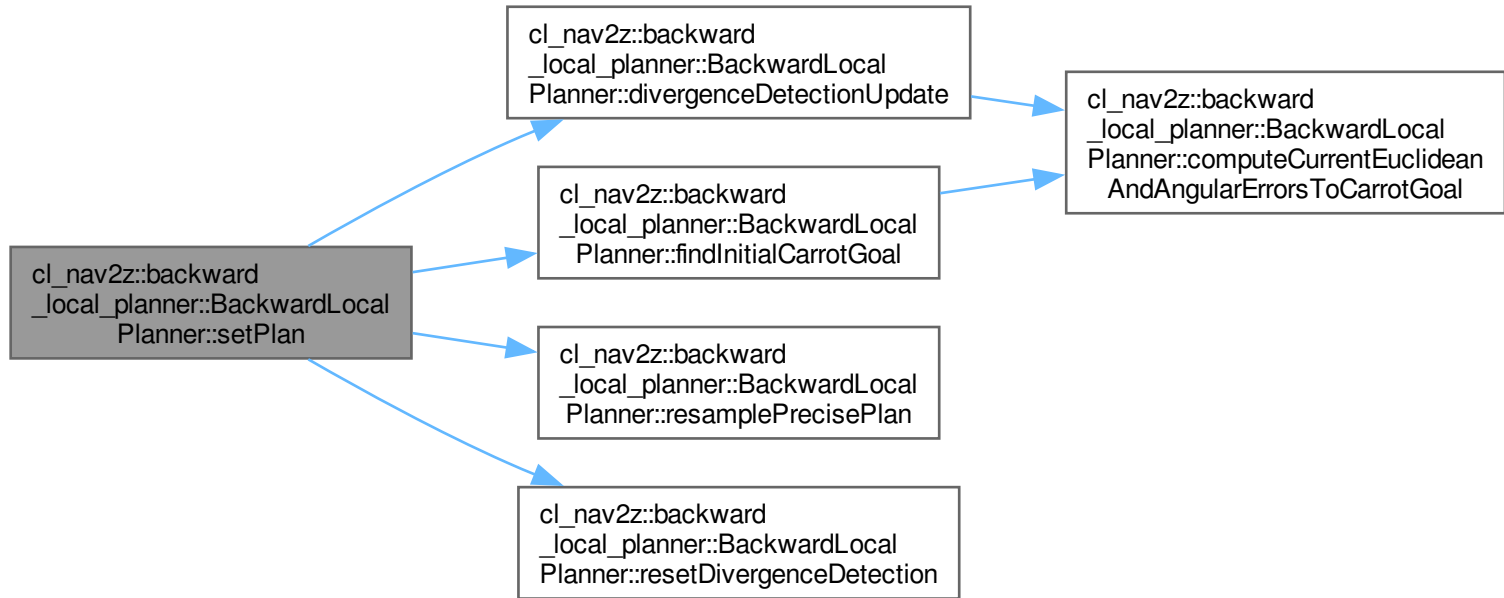 cl_nav2z::backward
_local_planner::BackwardLocal
Planner::setPlan
cl_nav2z::backward
_local_planner::BackwardLocal
Planner::divergenceDetectionUpdate
cl_nav2z::backward
_local_planner::BackwardLocal
Planner::findInitialCarrotGoal
cl_nav2z::backward
_local_planner::BackwardLocal
Planner::resamplePrecisePlan
cl_nav2z::backward
_local_planner::BackwardLocal
Planner::resetDivergenceDetection
cl_nav2z::backward
_local_planner::BackwardLocal
Planner::computeCurrentEuclidean
AndAngularErrorsToCarrotGoal